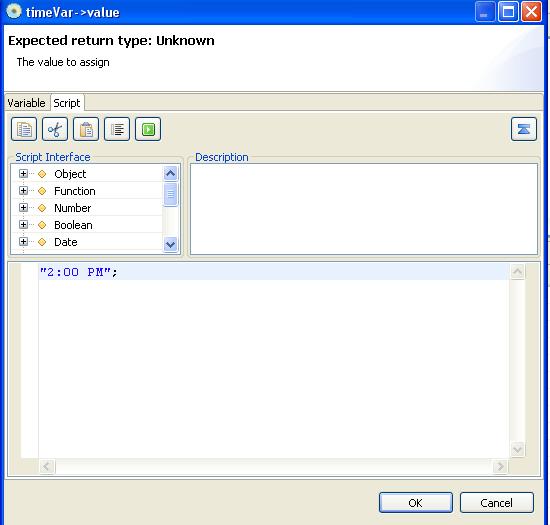 timeVar->value
Expected return type: Unknown
The value to assign
Variable Script
Script Interface
Object
Function
Number
Boolean
Date
Description
"2:00 PM";
OK Cancel